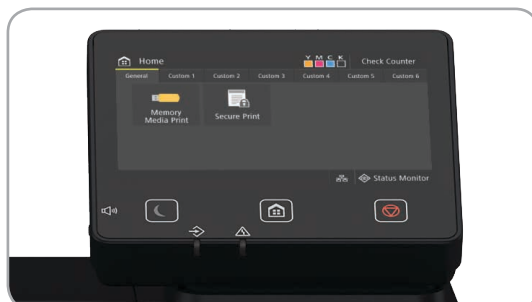 Home
Y M C K
Check Counter
General Custom 1 Custom 2 Custom 3 Custom 4 Custom 5 Custom 6
Memory
Media Print
Secure Print
Status Monitor